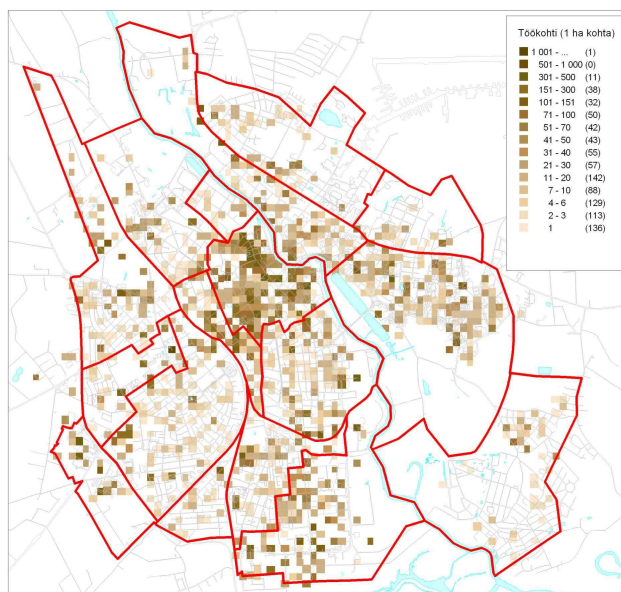 Töökohti (1 ha kohta)
1 001 - ... (1)
501 - 1 000 (0)
301 - 500 (11)
151 - 300 (38)
101 - 151 (32)
71 - 100 (50)
51 - 70 (42)
41 - 50 (43)
31 - 40 (55)
21 - 30 (57)
11 - 20 (142)
7 - 10 (88)
4 - 6 (129)
2 - 3 (113)
1 (136)